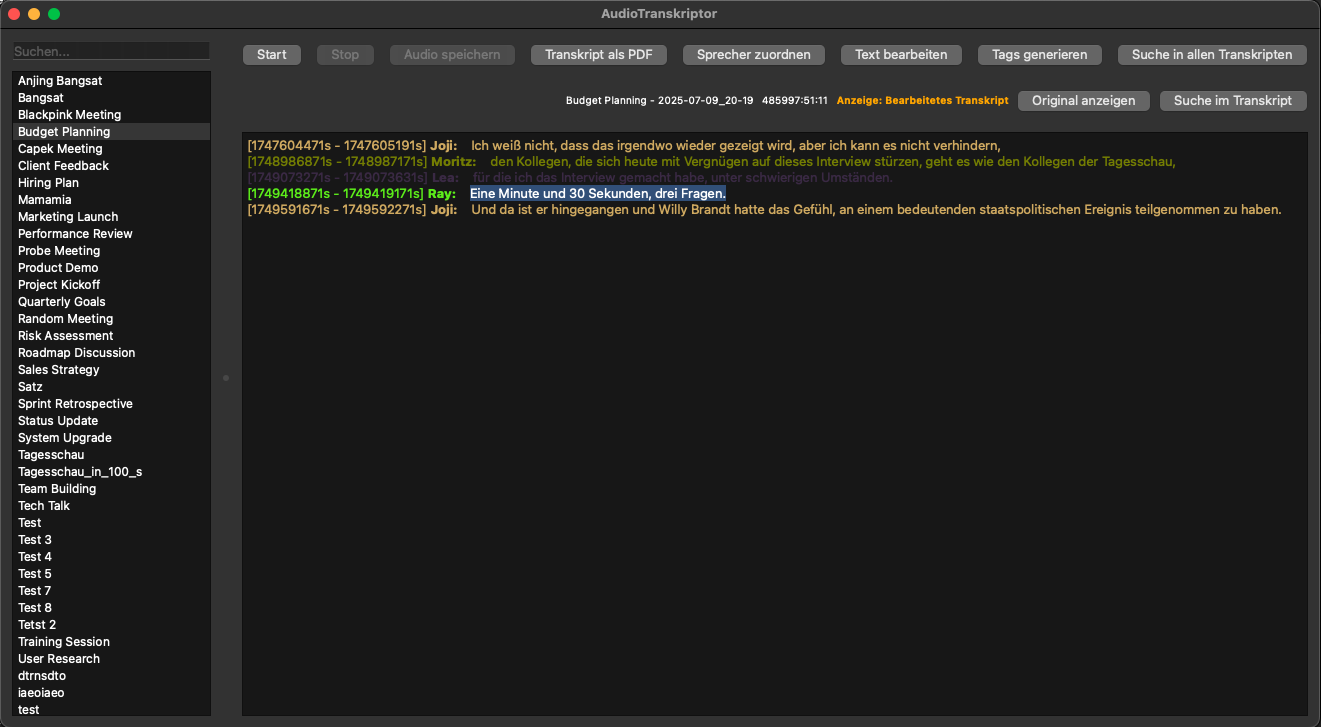 AudioTranskriptor
Suchen...
Start Stop Audio speichern Transkript als PDF Sprecher zuordnen Text bearbeiten Tags generieren Suche in allen Transkripten
Budget Planning - 2025-07-09_20-19 485997:51:11 Anzeige: Bearbeitetes Transkript Original anzeigen Suche im Transkript
Anjing Bangsat
Bangsat
Blackpink Meeting
Budget Planning
Capek Meeting
Client Feedback
Hiring Plan
Mamamia
Marketing Launch
Performance Review
Probe Meeting
Product Demo
Project Kickoff
Quarterly Goals
Random Meeting
Risk Assessment
Roadmap Discussion
Sales Strategy
Satz
Sprint Retrospective
Status Update
System Upgrade
Tagesschau
Tagesschau_in_100_s
Team Building
Tech Talk
Test
Test 3
Test 4
Test 5
Test 7
Test 8
Tetst 2
Training Session
User Research
dtrnsdto
iaeoiaeo
test
[1747604471s - 1747605191s] Joji: Ich weiß nicht, dass das irgendwo wieder gezeigt wird, aber ich kann es nicht verhindern,
[1748986871s - 1748987171s] Moritz: den Kollegen, die sich heute mit Vergnügen auf dieses Interview stürzen, geht es wie den Kollegen der Tagesschau,
[1749073271s - 1749073631s] Lea: für die ich das Interview gemacht habe, unter schwierigen Umständen.
[1749418871s - 1749419171s] Ray: Eine Minute und 30 Sekunden, drei Fragen.
[1749591671s - 1749592271s] Joji: Und da ist er hingegangen und Willy Brandt hatte das Gefühl, an einem bedeutenden staatspolitischen Ereignis teilgenommen zu haben.